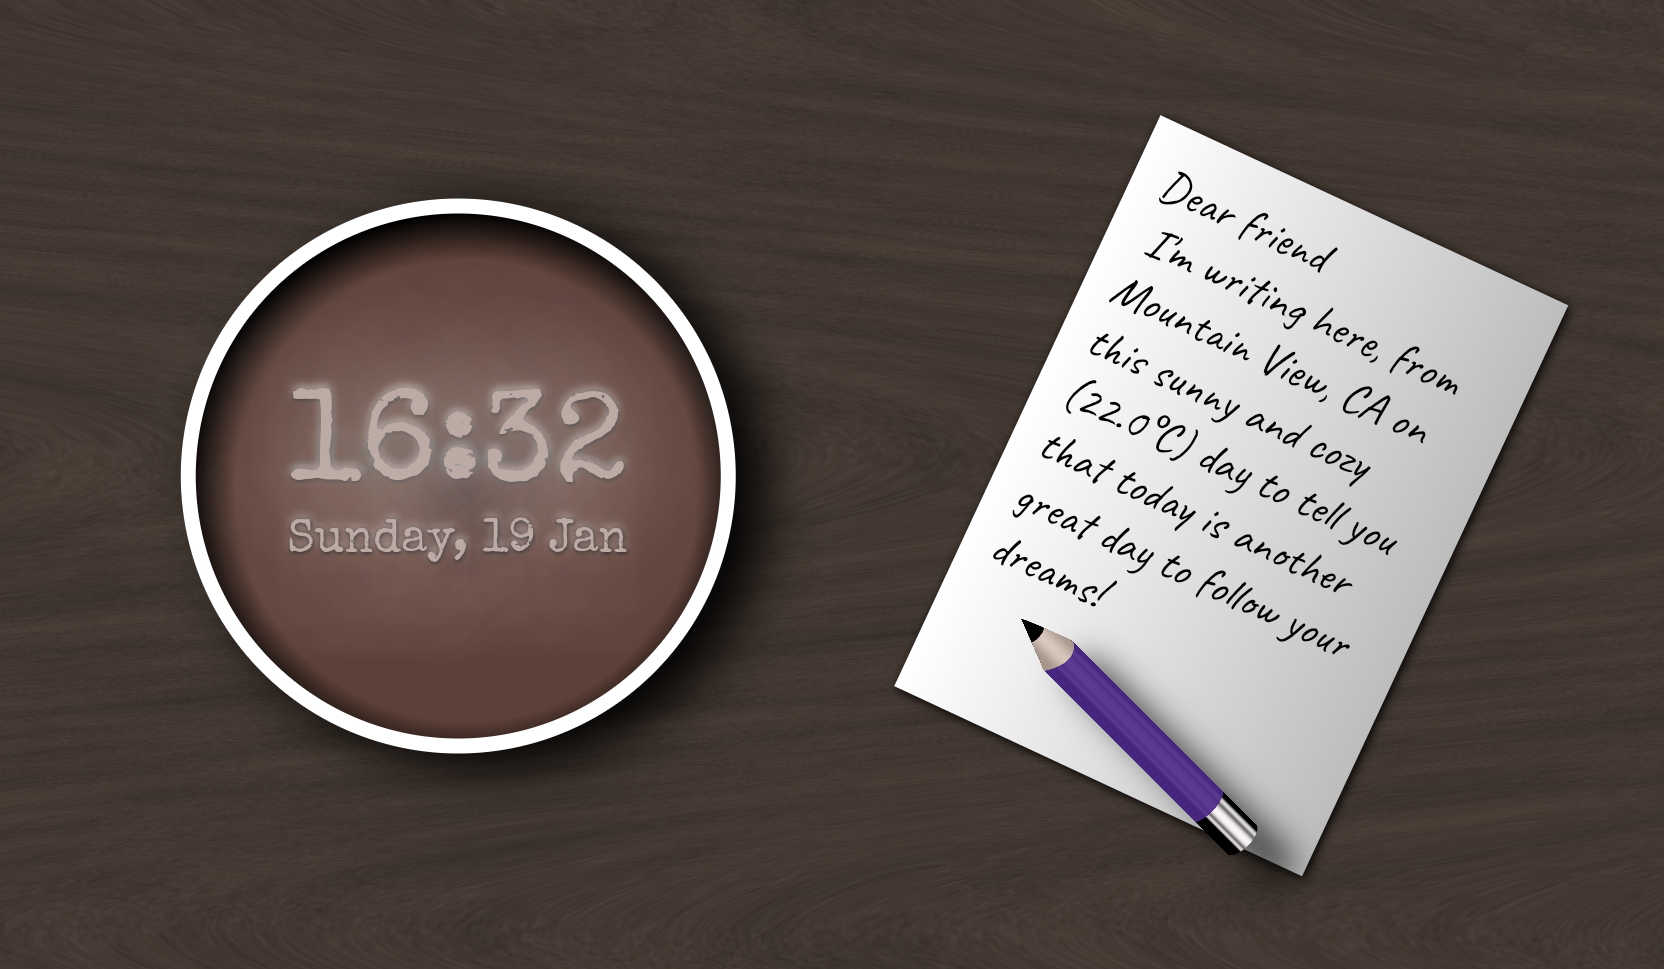 16:32
Sunday, 19 Jan
Dear friend
I'm writing here, from
Mountain View, CA on
this sunny and cozy
(22.0°C) day to tell you
that today is another
great day to follow your
dreams!